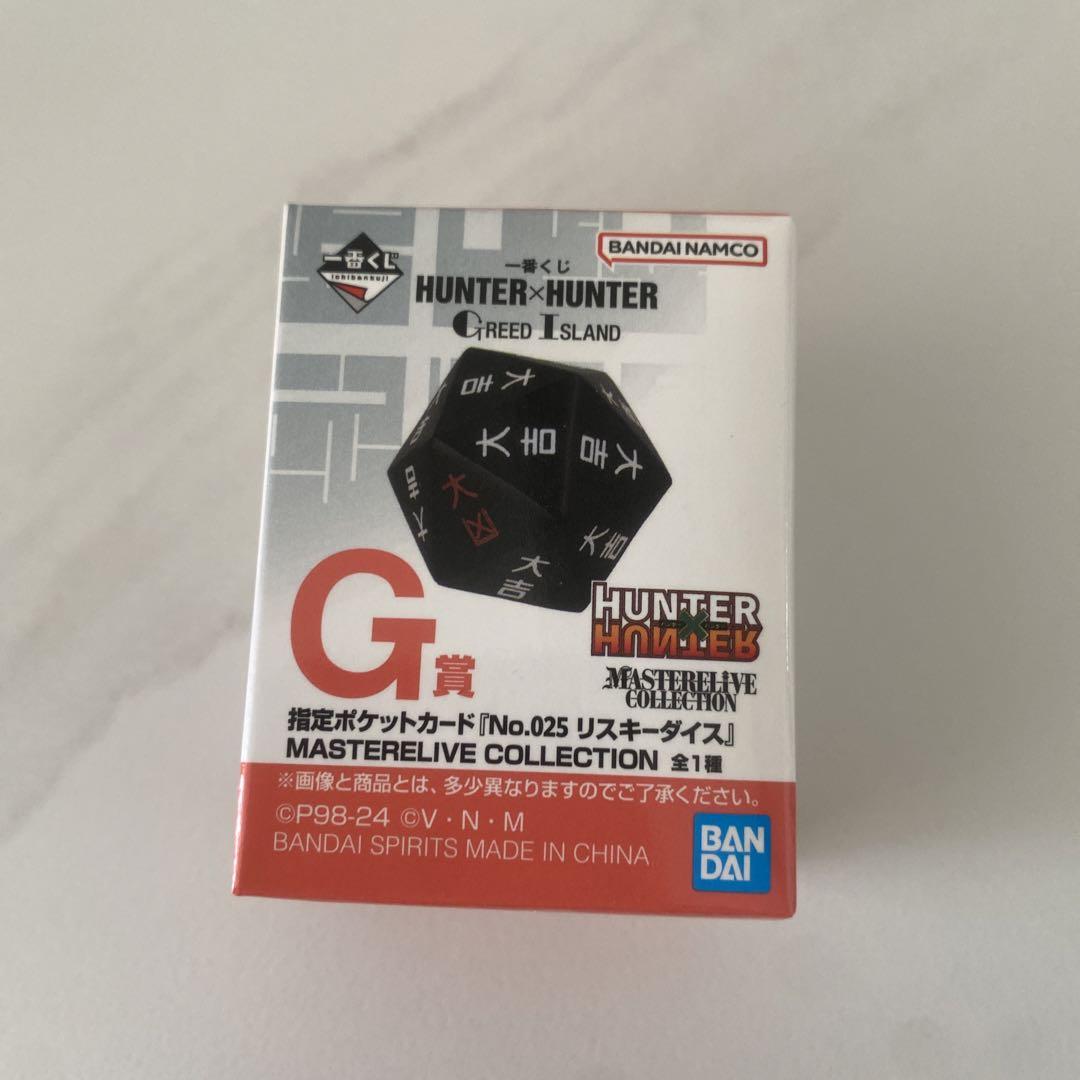 一番くじ
ichibankuji
BANDAI NAMCO
一番くじ
HUNTER×HUNTER
GREED ISLAND
大吉
大吉
大吉
大吉
大凶
大吉
大吉
G賞
HUNTER×HUNTER
MASTERELIVE
COLLECTION
指定ポケットカード『No.025 リスキーダイス』
MASTERELIVE COLLECTION 全1種
※画像と商品とは、多少異なりますのでご了承ください。
©P98-24 ©V・N・M
BANDAI SPIRITS MADE IN CHINA
BAN
DAI